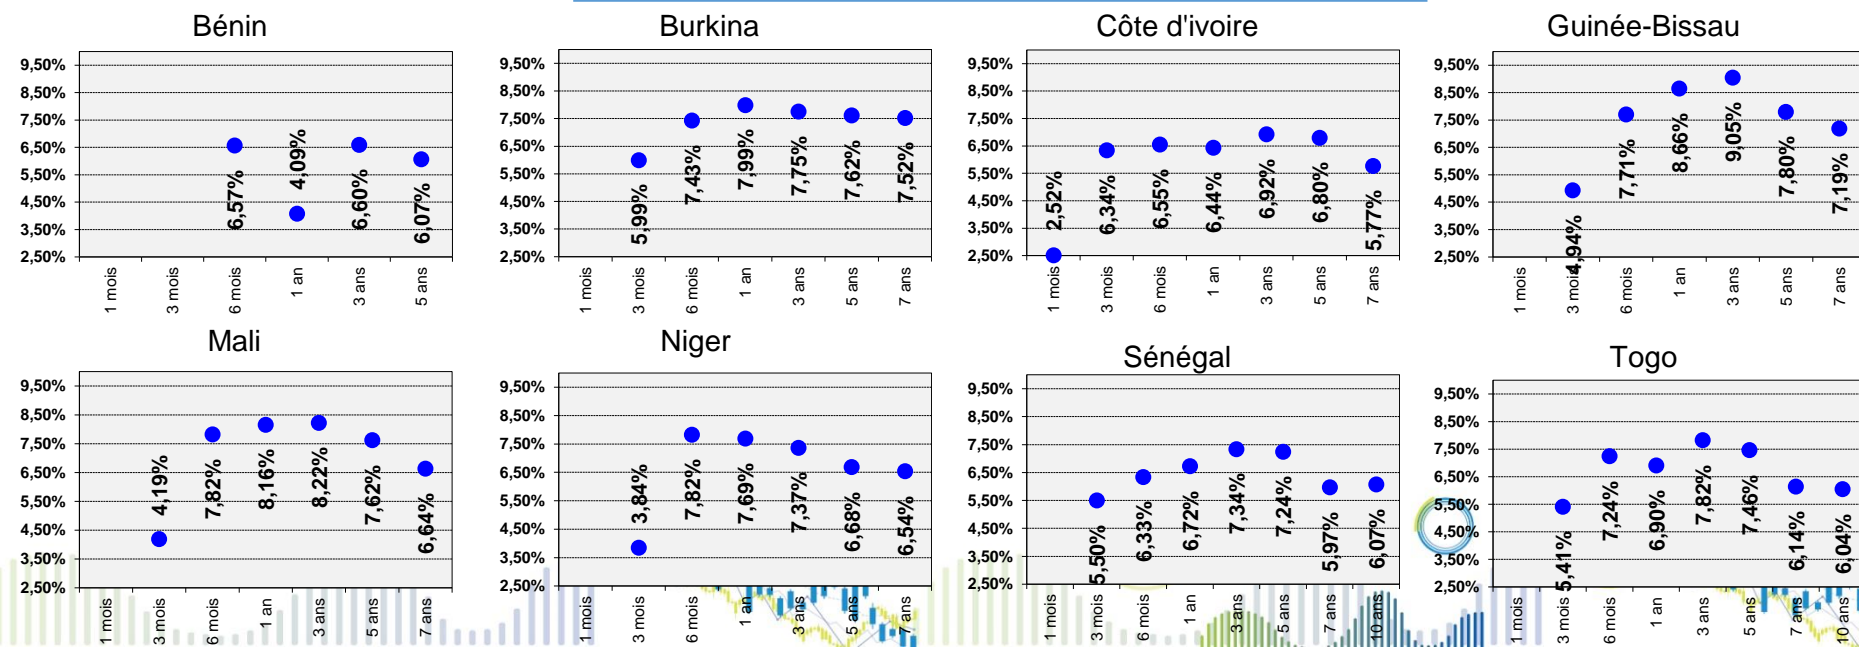 Bénin
9,50%
8,50%
7,50%
6,50%
5,50%
4,50%
3,50%
2,50%
6,57%
4,09%
6,60%
6,07%
1 mois
3 mois
6 mois
1 an
3 ans
5 ans
Burkina
9,50%
8,50%
7,50%
6,50%
5,50%
4,50%
3,50%
2,50%
5,99%
7,43%
7,99%
7,75%
7,62%
7,52%
1 mois
3 mois
6 mois
1 an
3 ans
5 ans
7 ans
Côte d'ivoire
9,50%
8,50%
7,50%
6,50%
5,50%
4,50%
3,50%
2,50%
2,52%
6,34%
6,55%
6,44%
6,92%
6,80%
5,77%
1 mois
3 mois
6 mois
1 an
3 ans
5 ans
7 ans
Guinée-Bissau
9,50%
8,50%
7,50%
6,50%
5,50%
4,50%
3,50%
2,50%
4,94%
7,71%
8,66%
9,05%
7,80%
7,19%
1 mois
3 mois
6 mois
1 an
3 ans
5 ans
7 ans
Mali
9,50%
8,50%
7,50%
6,50%
5,50%
4,50%
3,50%
2,50%
4,19%
7,82%
8,16%
8,22%
7,62%
6,64%
1 mois
3 mois
6 mois
1 an
3 ans
5 ans
7 ans
Niger
9,50%
8,50%
7,50%
6,50%
5,50%
4,50%
3,50%
2,50%
3,84%
7,82%
7,69%
7,37%
6,68%
6,54%
1 mois
3 mois
6 mois
1 an
3 ans
5 ans
7 ans
Sénégal
9,50%
8,50%
7,50%
6,50%
5,50%
4,50%
3,50%
2,50%
5,50%
6,33%
6,72%
7,34%
7,24%
5,97%
6,07%
1 mois
3 mois
6 mois
1 an
3 ans
5 ans
7 ans
10 ans
Togo
9,50%
8,50%
7,50%
6,50%
5,50%
4,50%
3,50%
2,50%
5,41%
7,24%
6,90%
7,82%
7,46%
6,14%
6,04%
1 mois
3 mois
6 mois
1 an
3 ans
5 ans
7 ans
10 ans